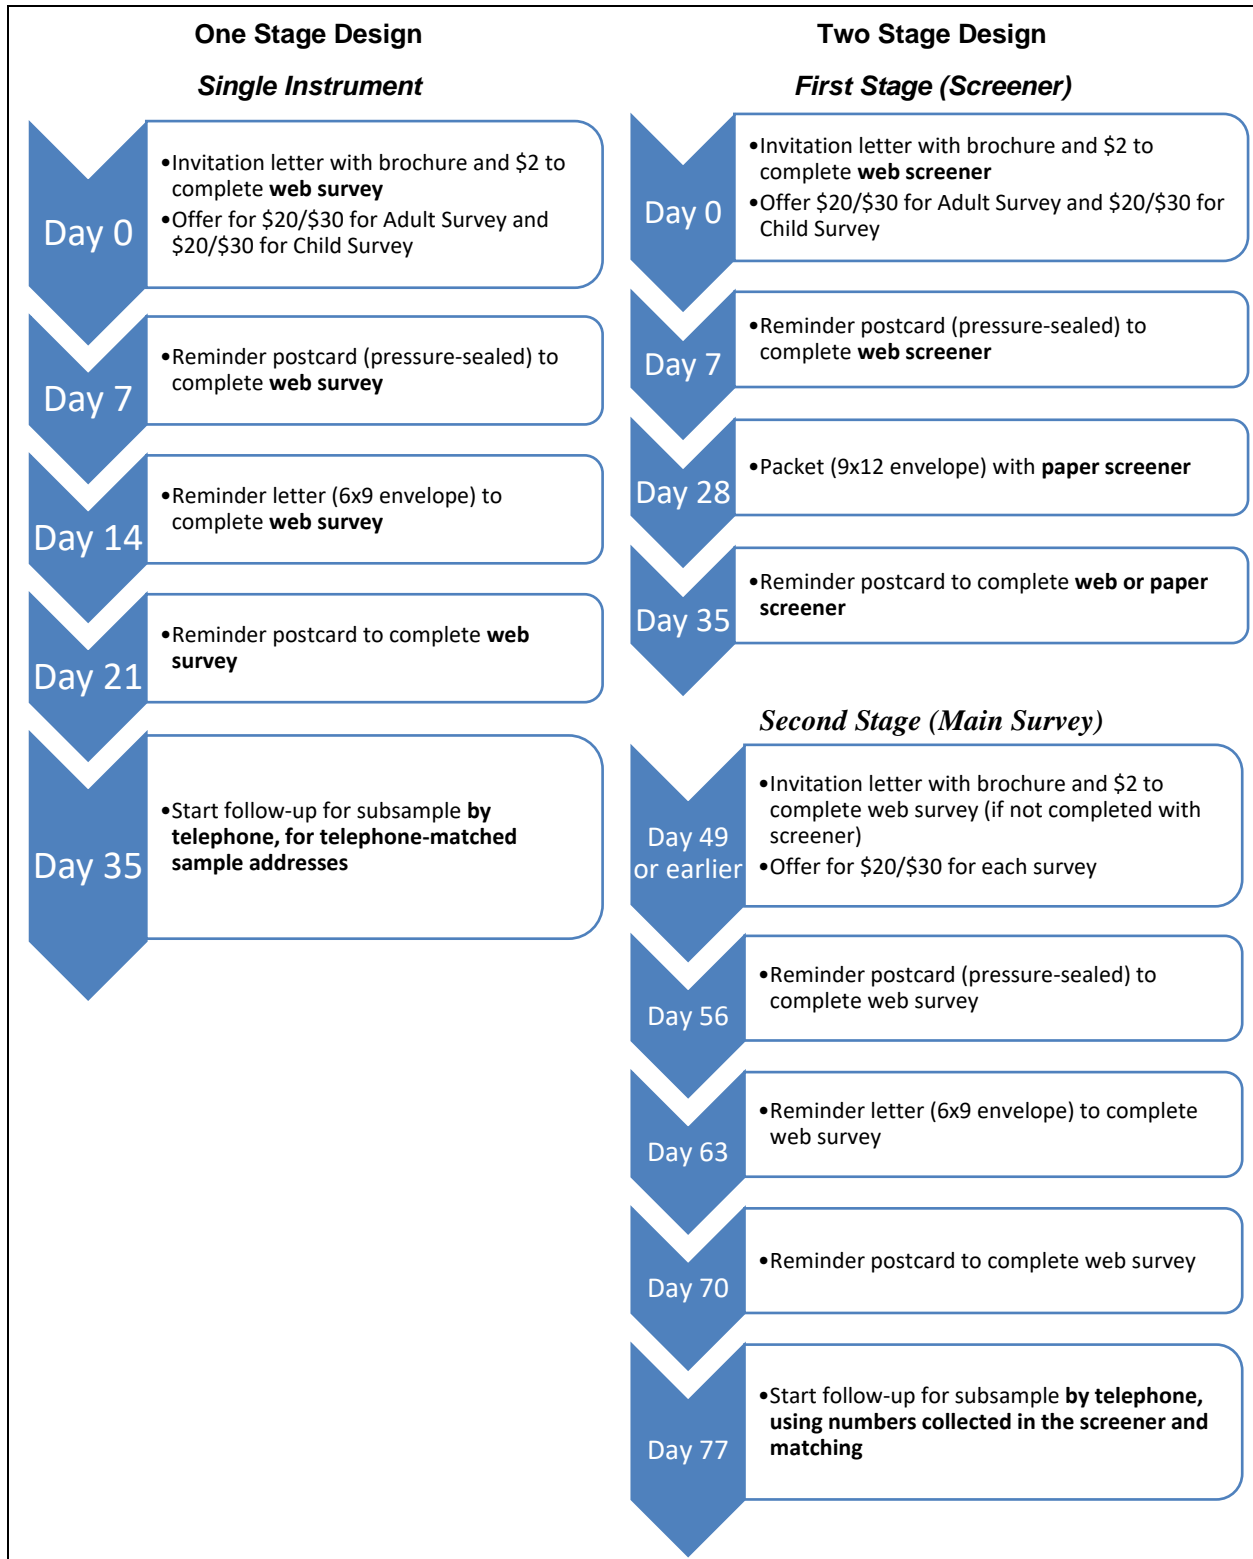 One Stage Design
Single Instrument
Day 0
•Invitation letter with brochure and $2 to
complete web survey
•Offer for $20/$30 for Adult Survey and
$20/$30 for Child Survey
Day 7
•Reminder postcard (pressure-sealed) to
complete web survey
Day 14
•Reminder letter (6x9 envelope) to
complete web survey
Day 21
•Reminder postcard to complete web
survey
Day 35
•Start follow-up for subsample by
telephone, for telephone-matched
sample addresses
Two Stage Design
First Stage (Screener)
Day 0
•Invitation letter with brochure and $2 to
complete web screener
•Offer $20/$30 for Adult Survey and $20/$30 for
Child Survey
Day 7
•Reminder postcard (pressure-sealed) to
complete web screener
Day 28
•Packet (9x12 envelope) with paper screener
Day 35
•Reminder postcard to complete web or paper
screener
Second Stage (Main Survey)
Day 49
or earlier
•Invitation letter with brochure and $2 to
complete web survey (if not completed with
screener)
•Offer for $20/$30 for each survey
Day 56
•Reminder postcard (pressure-sealed) to
complete web survey
Day 63
•Reminder letter (6x9 envelope) to complete
web survey
Day 70
•Reminder postcard to complete web survey
Day 77
•Start follow-up for subsample by telephone,
using numbers collected in the screener and
matching